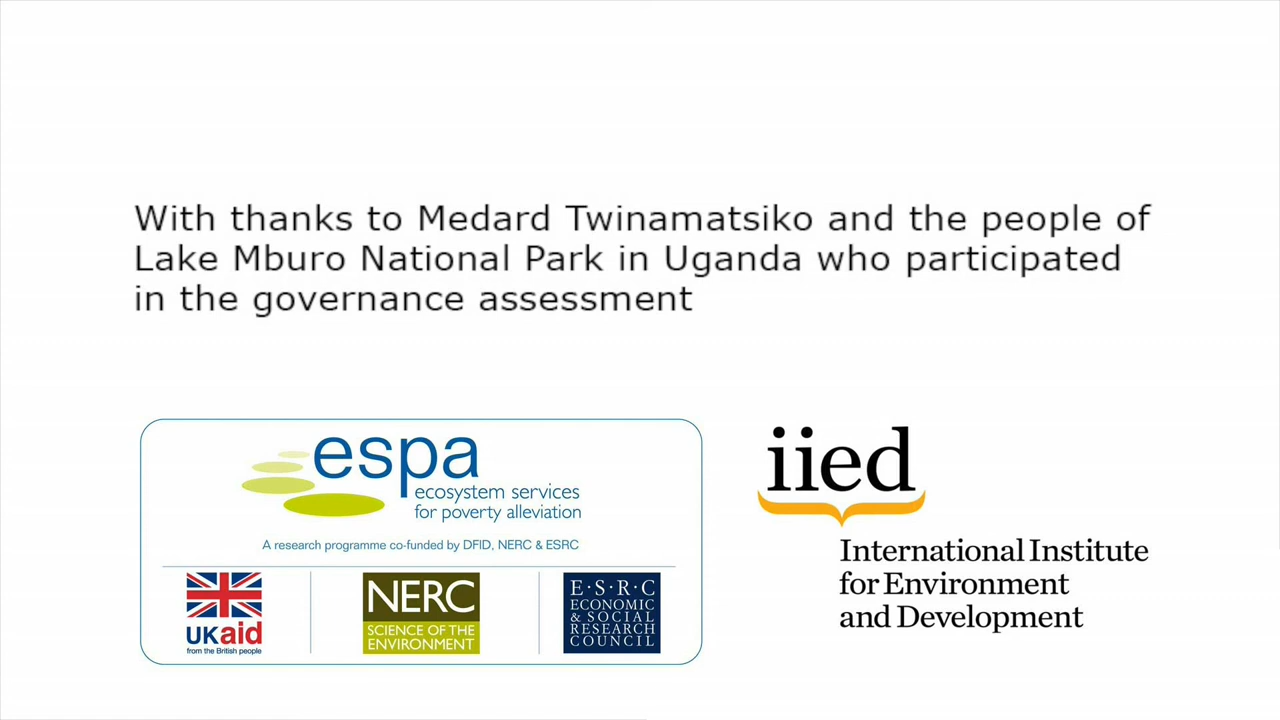 With thanks to Medard Twinamatsiko and the people of
Lake Mburo National Park in Uganda who participated
in the governance assessment
espa
ecosystem services
for poverty alleviation
A research programme co-funded by DFID, NERC & ESRC
UKaid
from the British people
NERC
SCIENCE OF THE
ENVIRONMENT
E·S·R·C
ECONOMIC
& SOCIAL
RESEARCH
COUNCIL
iied
International Institute
for Environment
and Development